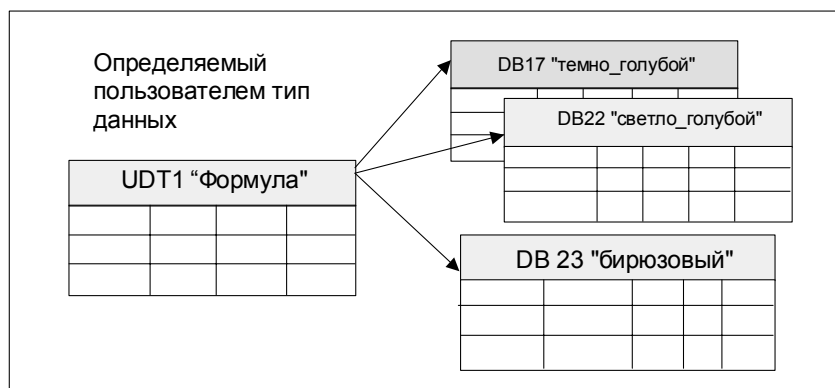 Определяемый
пользователем тип
данных
UDT1 “Формула"
DB17 "темно_голубой"
DB22 "светло_голубой"
DB 23 "бирюзовый"